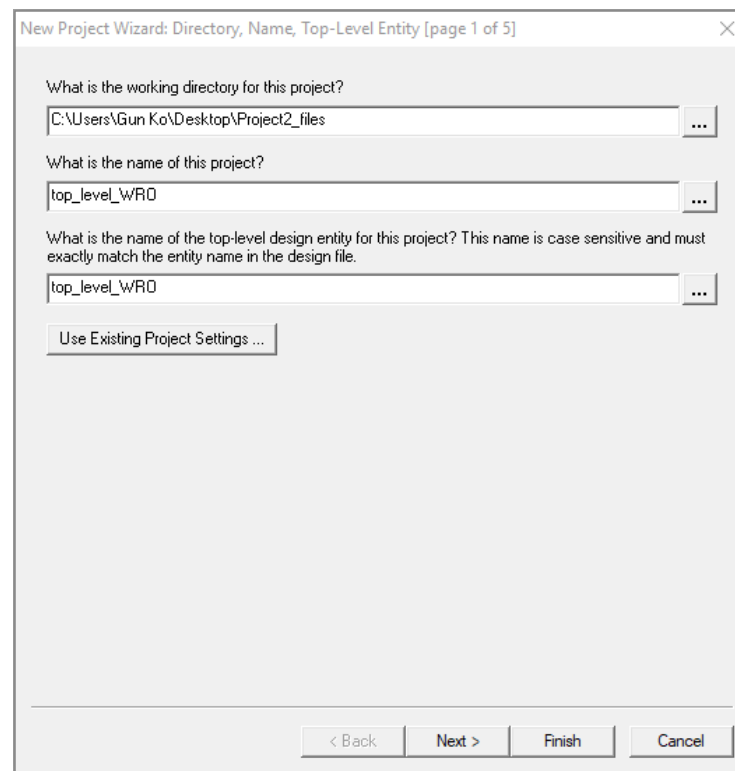 New Project Wizard: Directory, Name, Top-Level Entity [page 1 of 5]
What is the working directory for this project?
C:\Users\Gun Ko\Desktop\Project2_files
...
What is the name of this project?
top_level_WRO
...
What is the name of the top-level design entity for this project? This name is case sensitive and must
exactly match the entity name in the design file.
top_level_WRO
...
Use Existing Project Settings ...
< Back
Next >
Finish
Cancel